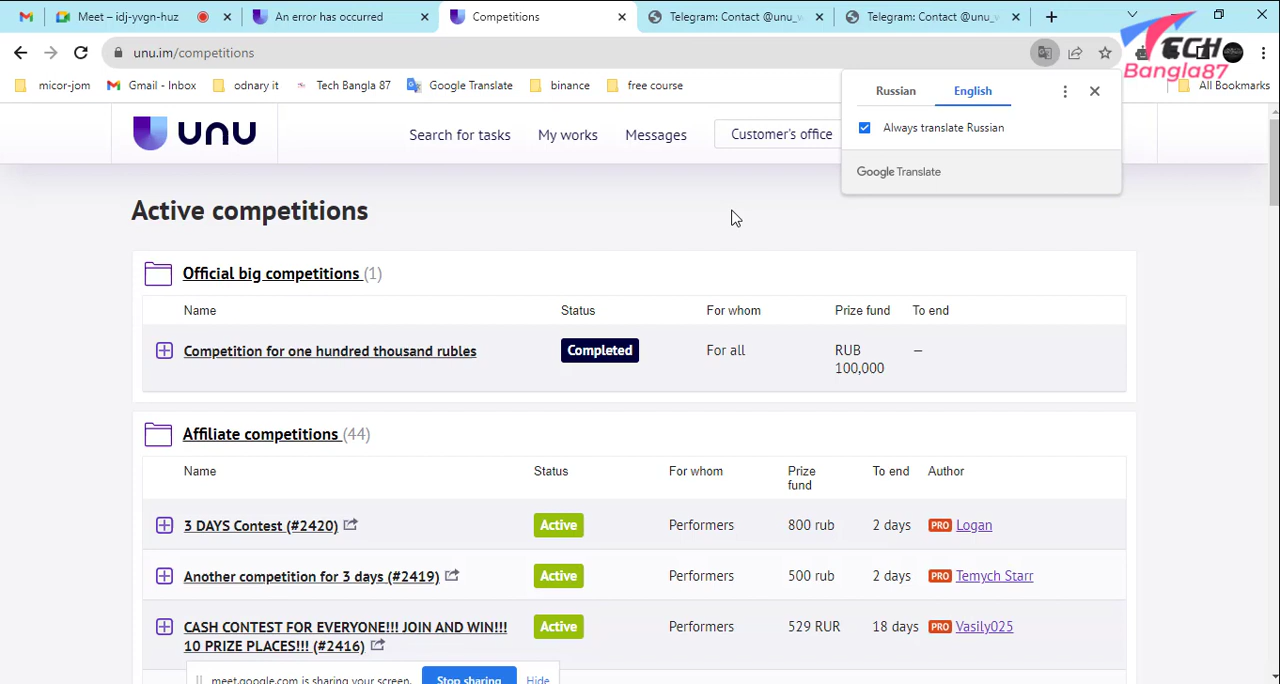 Meet – idj-yvgn-huz
An error has occurred
Competitions
Telegram: Contact @unu_w
Telegram: Contact @unu_w
unu.im/competitions
TECH
Bangla87
micor-jom
Gmail - Inbox
odnary it
Tech Bangla 87
Google Translate
binance
free course
All Bookmarks
Russian
English
Always translate Russian
Google Translate
unu
Search for tasks
My works
Messages
Customer's office
Active competitions
Official big competitions (1)
Name Status For whom Prize fund To end
Competition for one hundred thousand rubles Completed For all RUB
100,000 —
Affiliate competitions (44)
Name Status For whom Prize
fund To end Author
3 DAYS Contest (#2420) Active Performers 800 rub 2 days PRO Logan
Another competition for 3 days (#2419) Active Performers 500 rub 2 days PRO Temych Starr
CASH CONTEST FOR EVERYONE!!! JOIN AND WIN!!! Active Performers 529 RUR 18 days PRO Vasily025
10 PRIZE PLACES!!! (#2416)
meet.google.com is sharing your screen. Stop sharing Hide